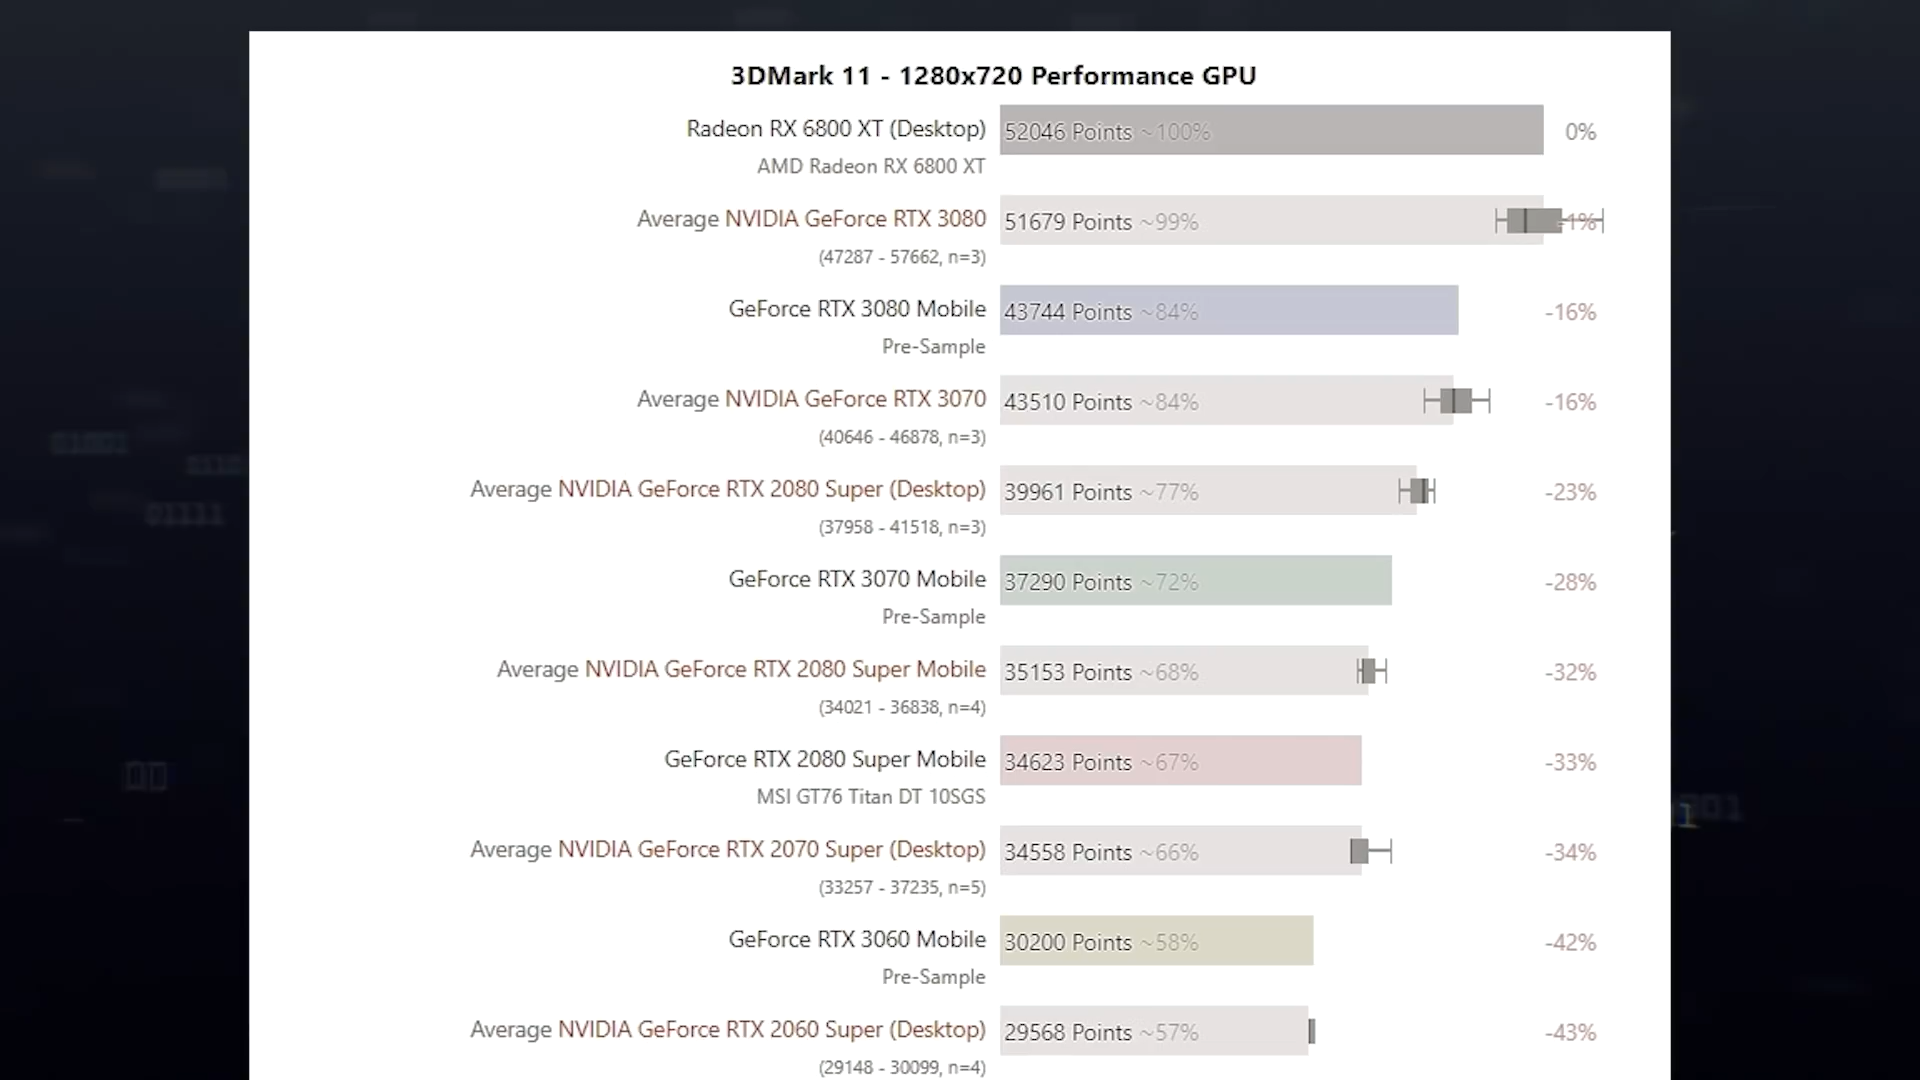 3DMark 11 - 1280x720 Performance GPU
Radeon RX 6800 XT (Desktop) 52046 Points ~100% 0%
AMD Radeon RX 6800 XT
Average NVIDIA GeForce RTX 3080 51679 Points ~99% -1%
(47287 - 57662, n=3)
GeForce RTX 3080 Mobile 43744 Points ~84% -16%
Pre-Sample
Average NVIDIA GeForce RTX 3070 43510 Points ~84% -16%
(40646 - 46878, n=3)
Average NVIDIA GeForce RTX 2080 Super (Desktop) 39961 Points ~77% -23%
(37958 - 41518, n=3)
GeForce RTX 3070 Mobile 37290 Points ~72% -28%
Pre-Sample
Average NVIDIA GeForce RTX 2080 Super Mobile 35153 Points ~68% -32%
(34021 - 36838, n=4)
GeForce RTX 2080 Super Mobile 34623 Points ~67% -33%
MSI GT76 Titan DT 10SGS
Average NVIDIA GeForce RTX 2070 Super (Desktop) 34558 Points ~66% -34%
(33257 - 37235, n=5)
GeForce RTX 3060 Mobile 30200 Points ~58% -42%
Pre-Sample
Average NVIDIA GeForce RTX 2060 Super (Desktop) 29568 Points ~57% -43%
(29148 - 30099, n=4)